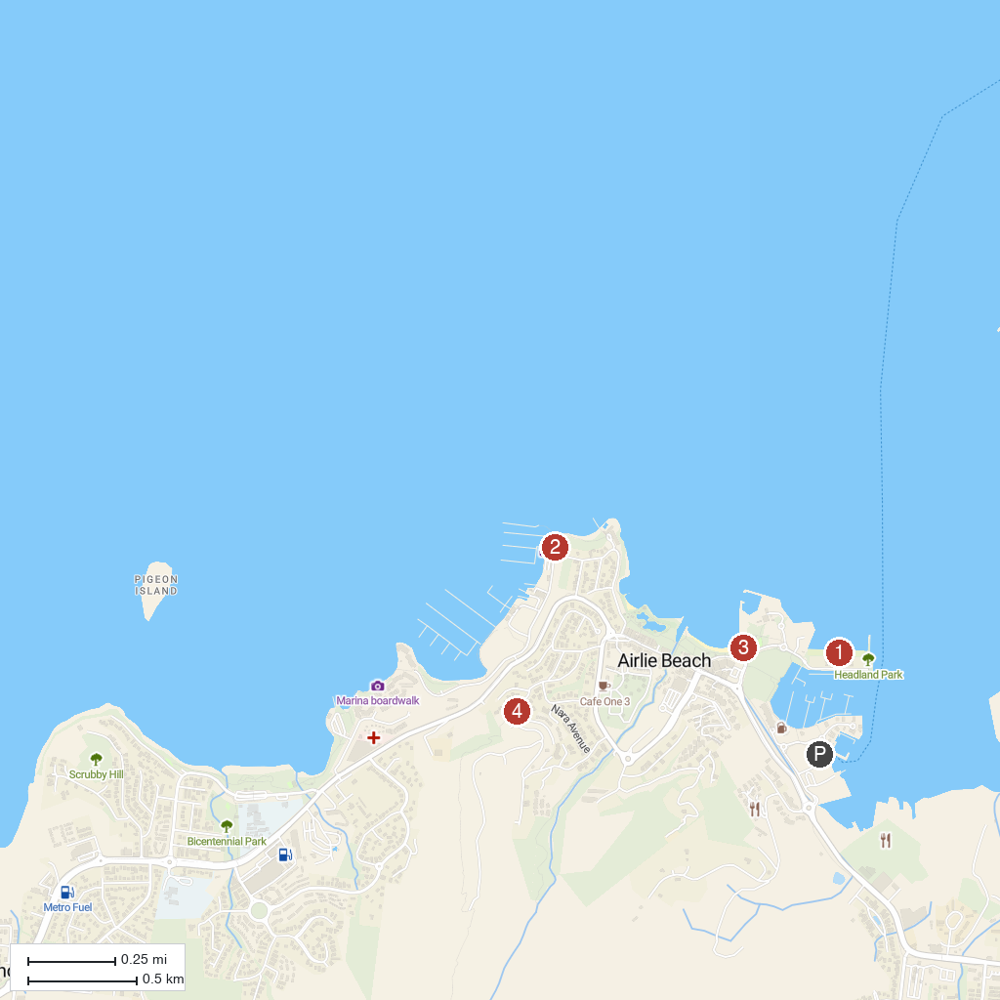 2
PIGEON
ISLAND
3
1
Airlie Beach
Headland Park
Marina boardwalk
Cafe One 3
4
Nara Avenue
P
Scrubby Hill
Bicentennial Park
Metro Fuel
0.25 mi
0.5 km